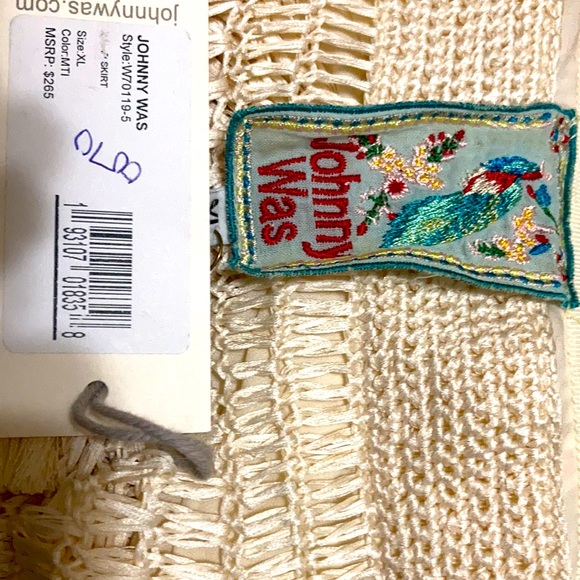 johnnywas.com
JOHNNY WAS
Style:W70119-5
SKIRT
Size:XL
Color:MTI
MSRP: $265
1 93107 01835 8
Johnny
Was